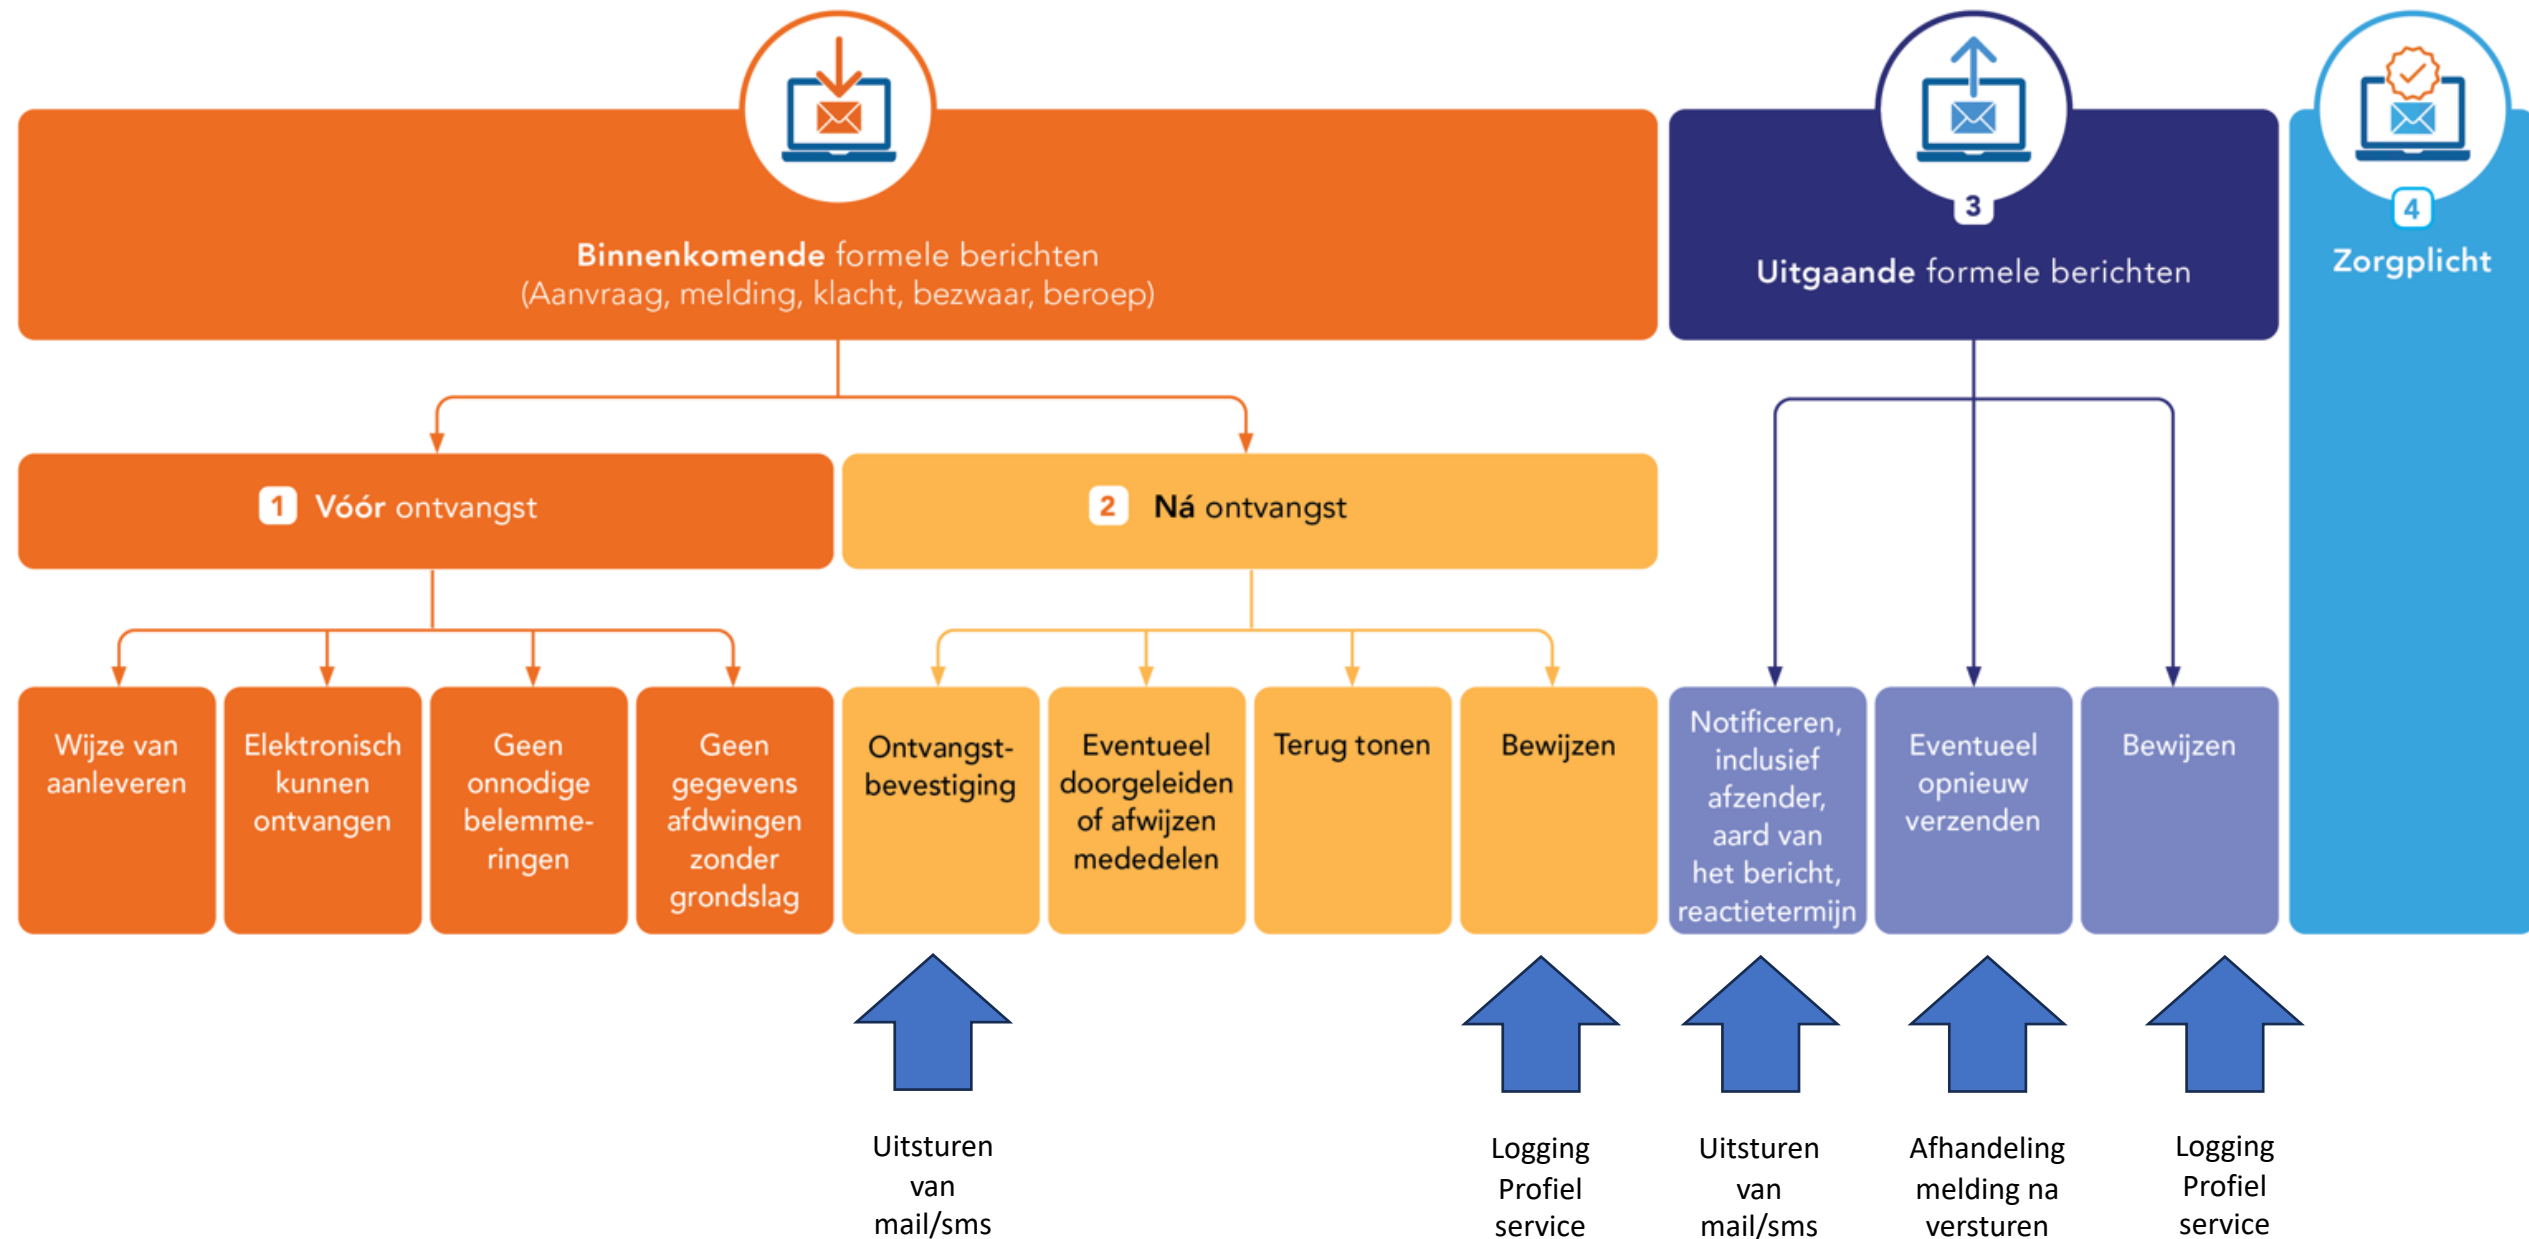 Binnenkomende formele berichten
(Aanvraag, melding, klacht, bezwaar, beroep)
3
Uitgaande formele berichten
4
Zorgplicht
1 Vóór ontvangst
2 Ná ontvangst
Wijze van
aanleveren
Elektronisch
kunnen
ontvangen
Geen
onnodige
belemme-
ringen
Geen
gegevens
afdwingen
zonder
grondslag
Ontvangst-
bevestiging
Eventueel
doorgeleiden
of afwijzen
mededelen
Terug tonen
Bewijzen
Notificeren,
inclusief
afzender,
aard van
het bericht,
reactietermijn
Eventueel
opnieuw
verzenden
Bewijzen
Uitsturen
van
mail/sms
Logging
Profiel
service
Uitsturen
van
mail/sms
Afhandeling
melding na
versturen
Logging
Profiel
service